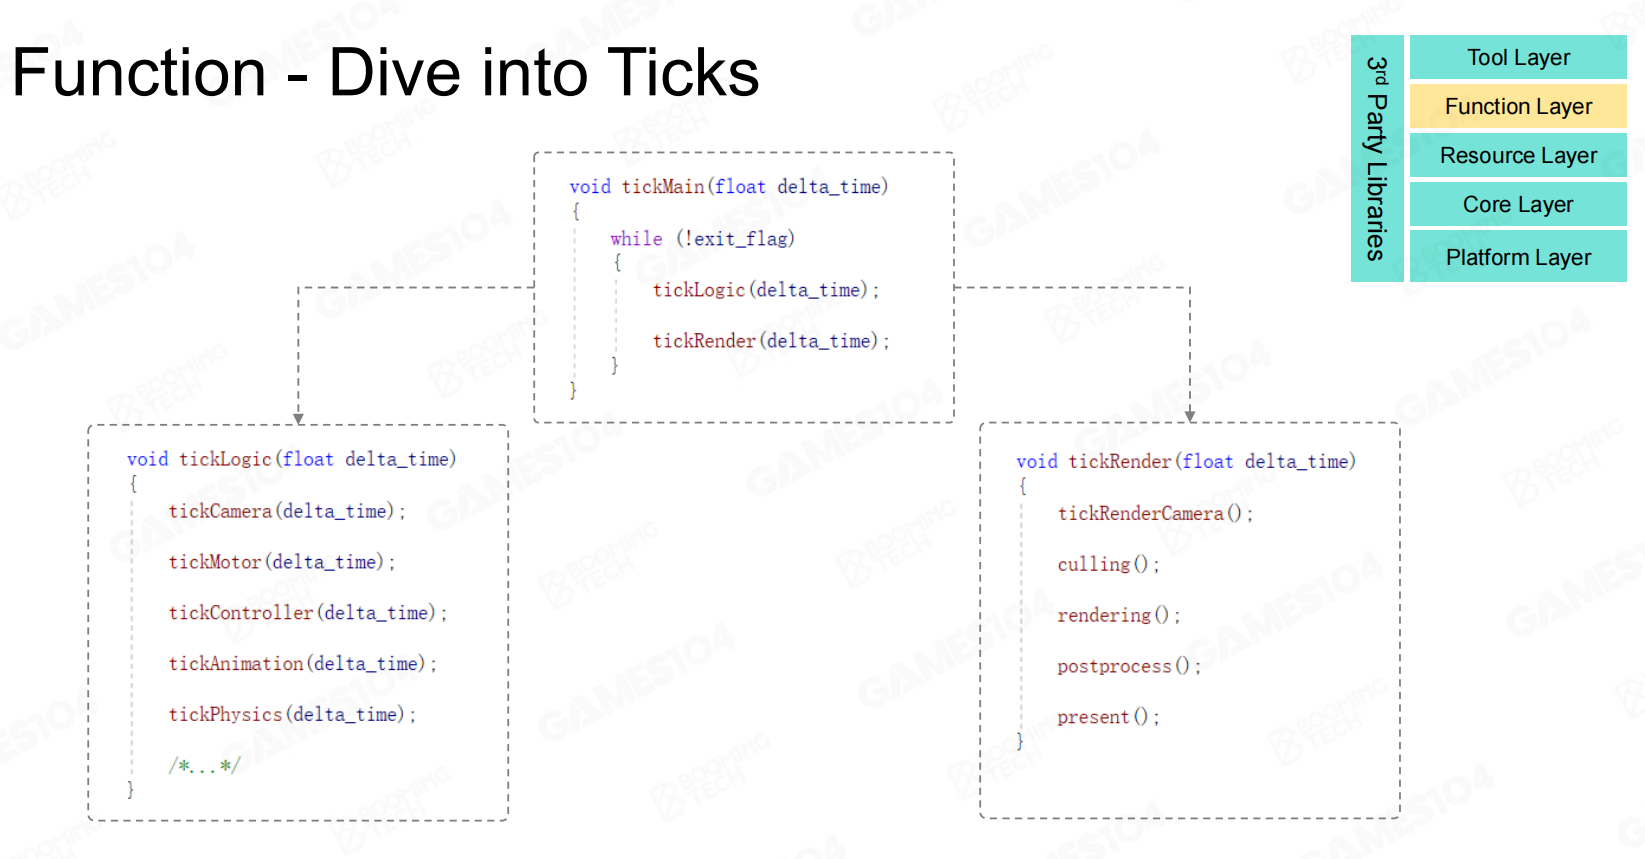 Function - Dive into Ticks
3rd Party Libraries
Tool Layer
Function Layer
Resource Layer
Core Layer
Platform Layer
void tickMain(float delta_time)
{
while (!exit_flag)
{
tickLogic(delta_time);
tickRender(delta_time);
}
}
void tickLogic(float delta_time)
{
tickCamera(delta_time);
tickMotor(delta_time);
tickController(delta_time);
tickAnimation(delta_time);
tickPhysics(delta_time);
/*...*/
}
void tickRender(float delta_time)
{
tickRenderCamera();
culling();
rendering();
postprocess();
present();
}
GAMES104
BOOMING
TECH